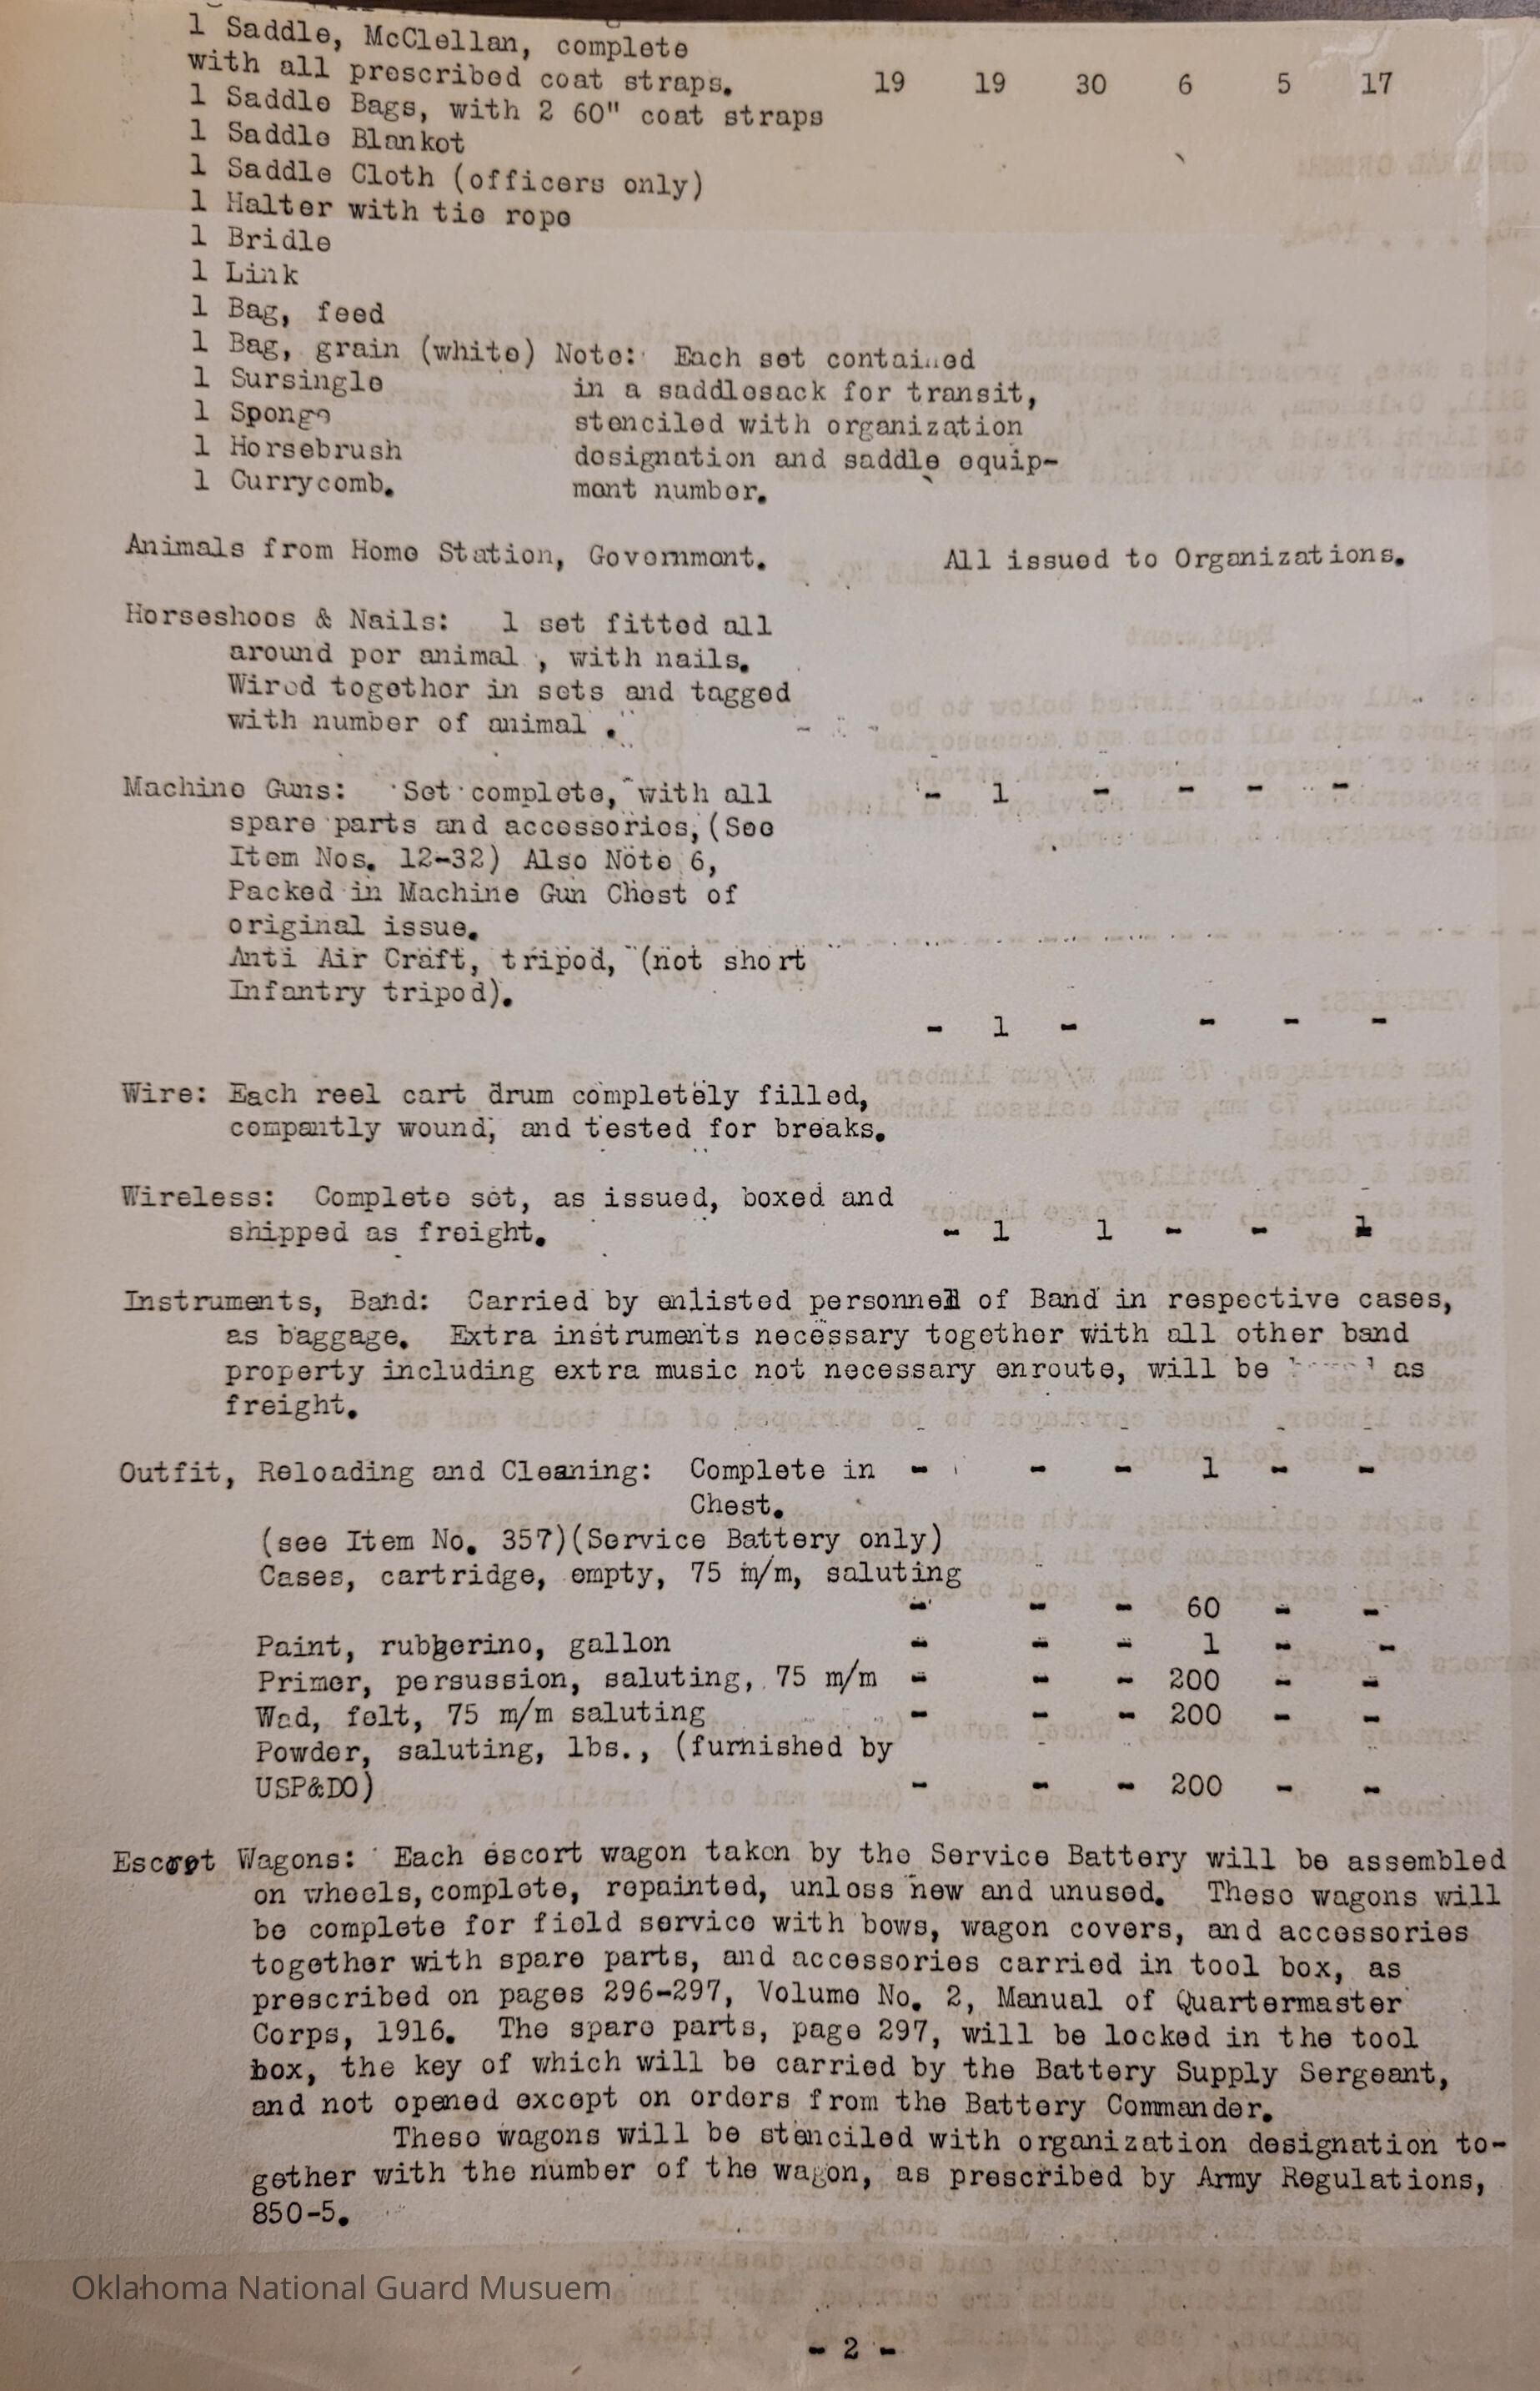 1 Saddle, McClellan, complete
with all prescribed coat straps. 19 19 30 6 5 17
1 Saddle Bags, with 2 60" coat straps
1 Saddle Blanket
1 Saddle Cloth (officers only)
1 Halter with tie rope
1 Bridle
1 Link
1 Bag, feed
1 Bag, grain (white) Note: Each set contained
1 Sursingle in a saddlesack for transit,
1 Sponge stenciled with organization
1 Horsebrush designation and saddle equip-
1 Currycomb. ment number.
Animals from Home Station, Government. All issued to Organizations.
Horseshoes & Nails: 1 set fitted all
around per animal , with nails.
Wired together in sets and tagged
with number of animal .
Machine Guns: Set complete, with all - 1 - - - -
spare parts and accessories, (See
Item Nos. 12-32) Also Note 6,
Packed in Machine Gun Chest of
original issue.
Anti Air Craft, tripod, (not short
Infantry tripod).
- 1 - - - -
Wire: Each reel cart drum completely filled,
compantly wound, and tested for breaks.
Wireless: Complete set, as issued, boxed and
shipped as freight. - 1 1 - - 1
Instruments, Band: Carried by enlisted personnel of Band in respective cases,
as baggage. Extra instruments necessary together with all other band
property including extra music not necessary enroute, will be as
freight.
Outfit, Reloading and Cleaning: Complete in - - - 1 - -
Chest.
(see Item No. 357)(Service Battery only)
Cases, cartridge, empty, 75 m/m, saluting
- - - 60 - -
Paint, rubberino, gallon - - - 1 - -
Primer, persussion, saluting, 75 m/m - - - 200 - -
Wad, felt, 75 m/m saluting - - - 200 - -
Powder, saluting, lbs., (furnished by
USP&DO) - - - 200 - -
Escort Wagons: Each escort wagon taken by the Service Battery will be assembled
on wheels, complete, repainted, unless new and unused. These wagons will
be complete for field service with bows, wagon covers, and accessories
together with spare parts, and accessories carried in tool box, as
prescribed on pages 296-297, Volume No. 2, Manual of Quartermaster
Corps, 1916. The spare parts, page 297, will be locked in the tool
box, the key of which will be carried by the Battery Supply Sergeant,
and not opened except on orders from the Battery Commander.
These wagons will be stenciled with organization designation to-
gether with the number of the wagon, as prescribed by Army Regulations,
850-5.
Oklahoma National Guard Musuem
- 2 -